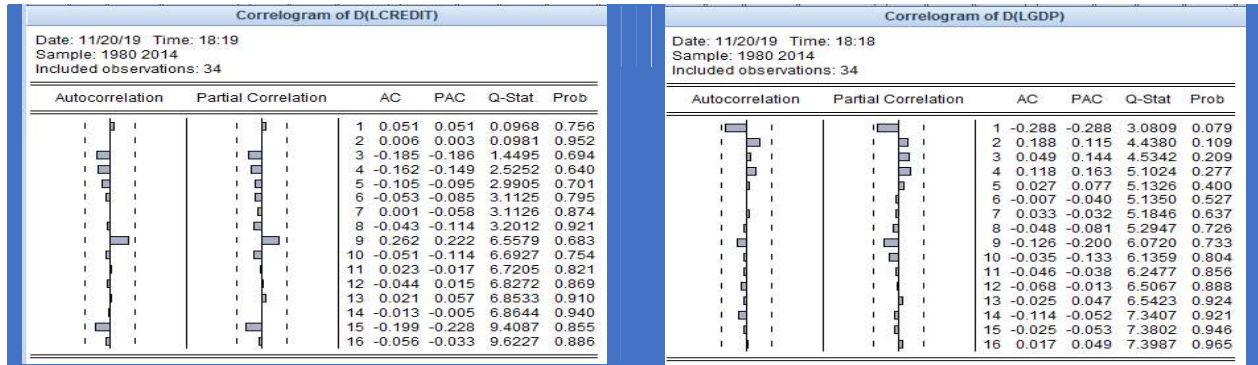 Correlogram of D(LCREDIT)
Date: 11/20/19 Time: 18:19
Sample: 1980 2014
Included observations: 34
Autocorrelation Partial Correlation AC PAC Q-Stat Prob
1 0.051 0.051 0.0968 0.756
2 0.006 0.003 0.0981 0.952
3 -0.185 -0.186 1.4495 0.694
4 -0.162 -0.149 2.5252 0.640
5 -0.105 -0.095 2.9905 0.701
6 -0.053 -0.085 3.1125 0.795
7 0.001 -0.058 3.1126 0.874
8 -0.043 -0.114 3.2012 0.921
9 0.262 0.222 6.5579 0.683
10 -0.051 -0.114 6.6927 0.754
11 0.023 -0.017 6.7205 0.821
12 -0.044 0.015 6.8272 0.869
13 0.021 0.057 6.8533 0.910
14 -0.013 -0.005 6.8644 0.940
15 -0.199 -0.228 9.4087 0.855
16 -0.056 -0.033 9.6227 0.886
Correlogram of D(LGDP)
Date: 11/20/19 Time: 18:18
Sample: 1980 2014
Included observations: 34
Autocorrelation Partial Correlation AC PAC Q-Stat Prob
1 -0.288 -0.288 3.0809 0.079
2 0.188 0.115 4.4380 0.109
3 0.049 0.144 4.5342 0.209
4 0.118 0.163 5.1024 0.277
5 0.027 0.077 5.1326 0.400
6 -0.007 -0.040 5.1350 0.527
7 0.033 -0.032 5.1846 0.637
8 -0.048 -0.081 5.2947 0.726
9 -0.126 -0.200 6.0720 0.733
10 -0.035 -0.133 6.1359 0.804
11 -0.046 -0.038 6.2477 0.856
12 -0.068 -0.013 6.5067 0.888
13 -0.025 0.047 6.5423 0.924
14 -0.114 -0.052 7.3407 0.921
15 -0.025 -0.053 7.3802 0.946
16 0.017 0.049 7.3987 0.965